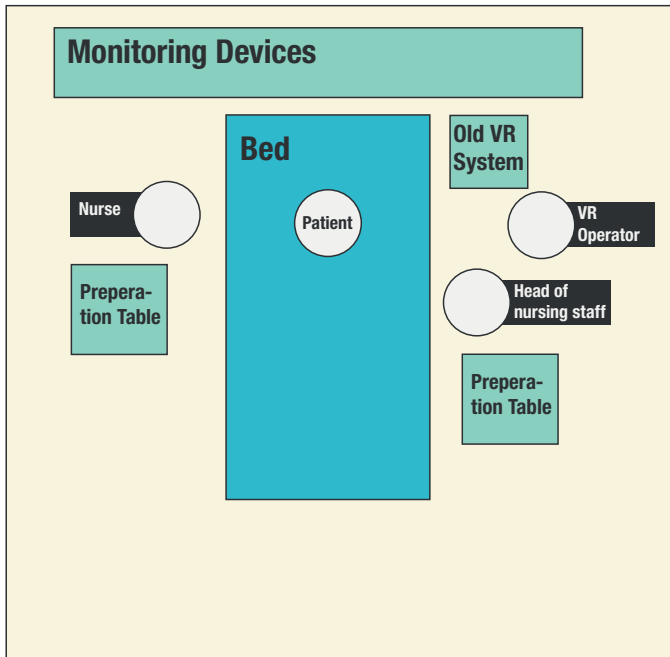 Monitoring Devices
Bed
Old VR
System
Nurse
Patient
VR
Operator
Prepera-
tion Table
Head of
nursing staff
Prepera-
tion Table